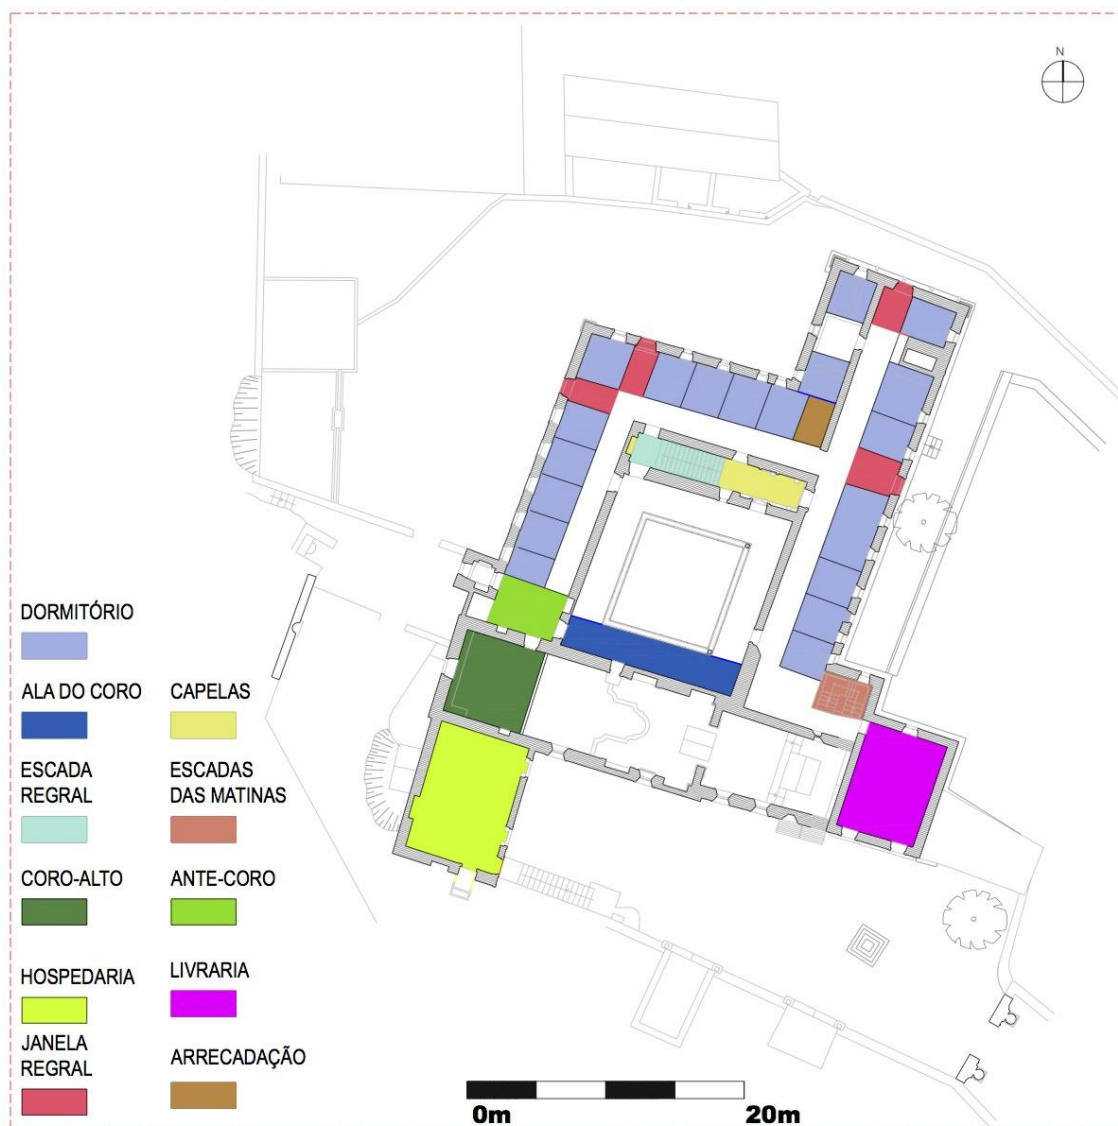 N
DORMITÓRIO
ALA DO CORO
CAPELAS
ESCADA
REGRAL
ESCADAS
DAS MATINAS
CORO-ALTO
ANTE-CORO
HOSPEDARIA
LIVRARIA
JANELA
REGRAL
ARRECADAÇÃO
0m
20m